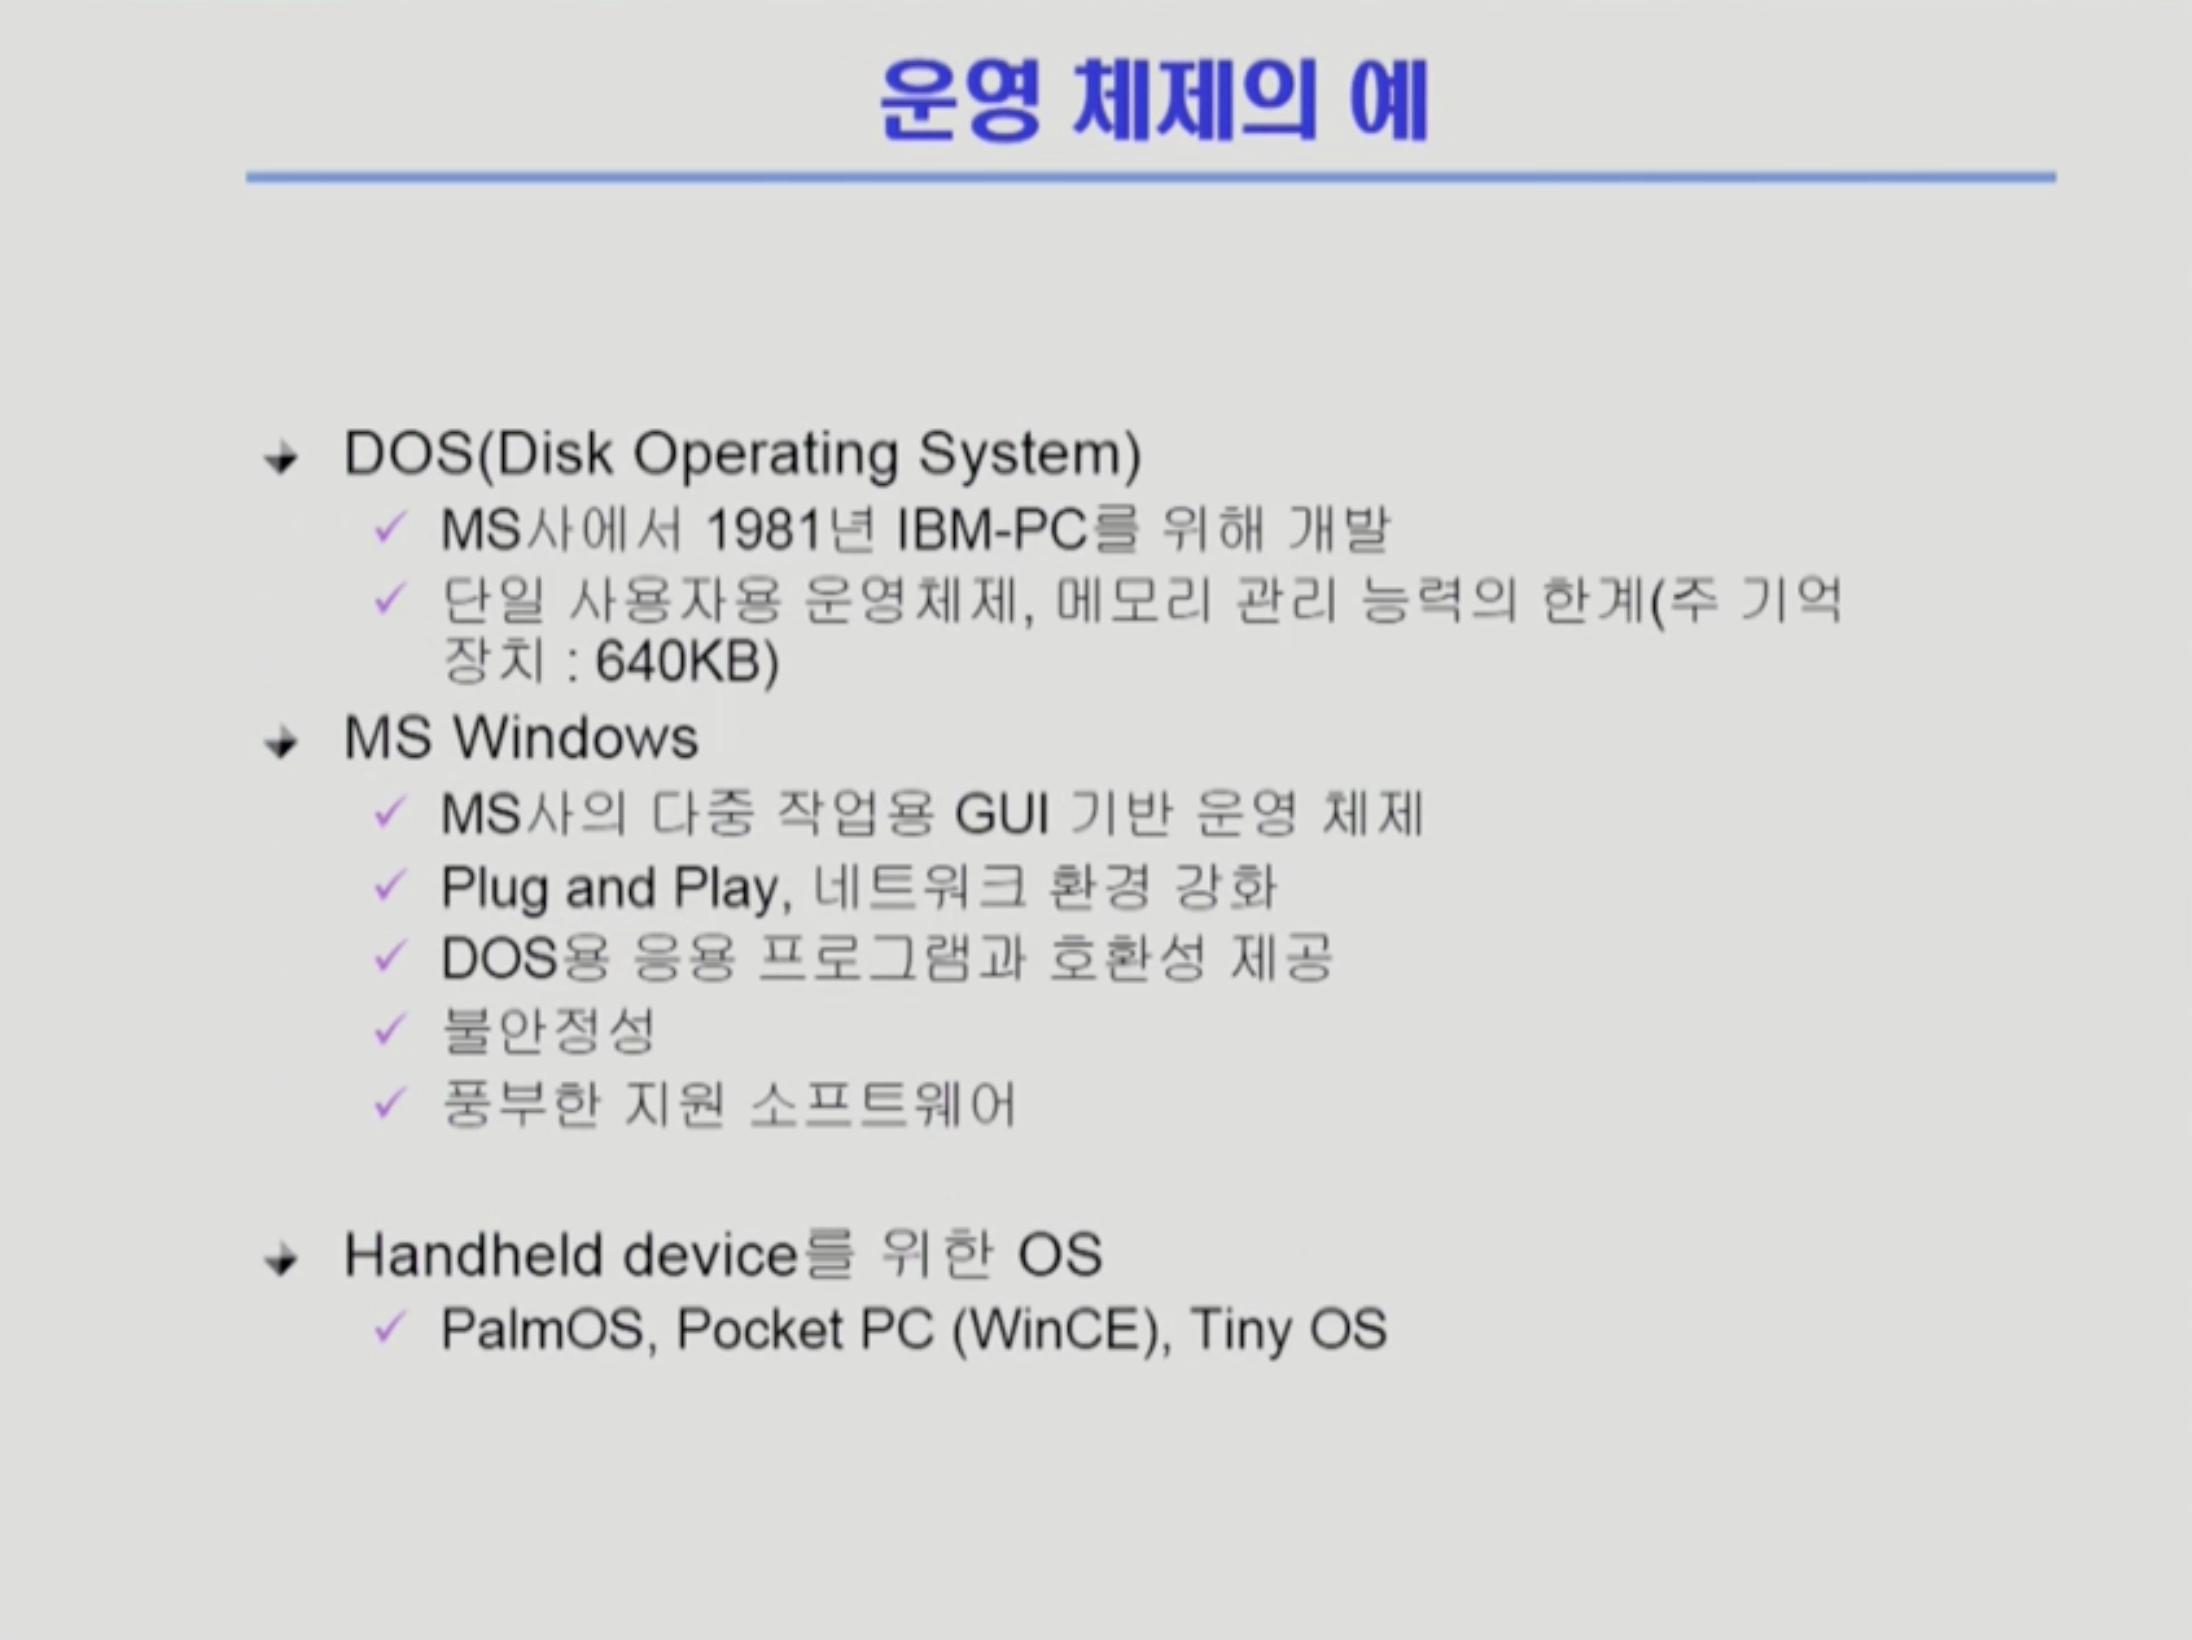 운영 체제의 예
DOS(Disk Operating System)
MS사에서 1981년 IBM-PC를 위해 개발
단일 사용자용 운영체제, 메모리 관리 능력의 한계(주 기억
장치 : 640KB)
MS Windows
MS사의 다중 작업용 GUI 기반 운영 체제
Plug and Play, 네트워크 환경 강화
DOS용 응용 프로그램과 호환성 제공
불안정성
풍부한 지원 소프트웨어
Handheld device를 위한 OS
PalmOS, Pocket PC (WinCE), Tiny OS